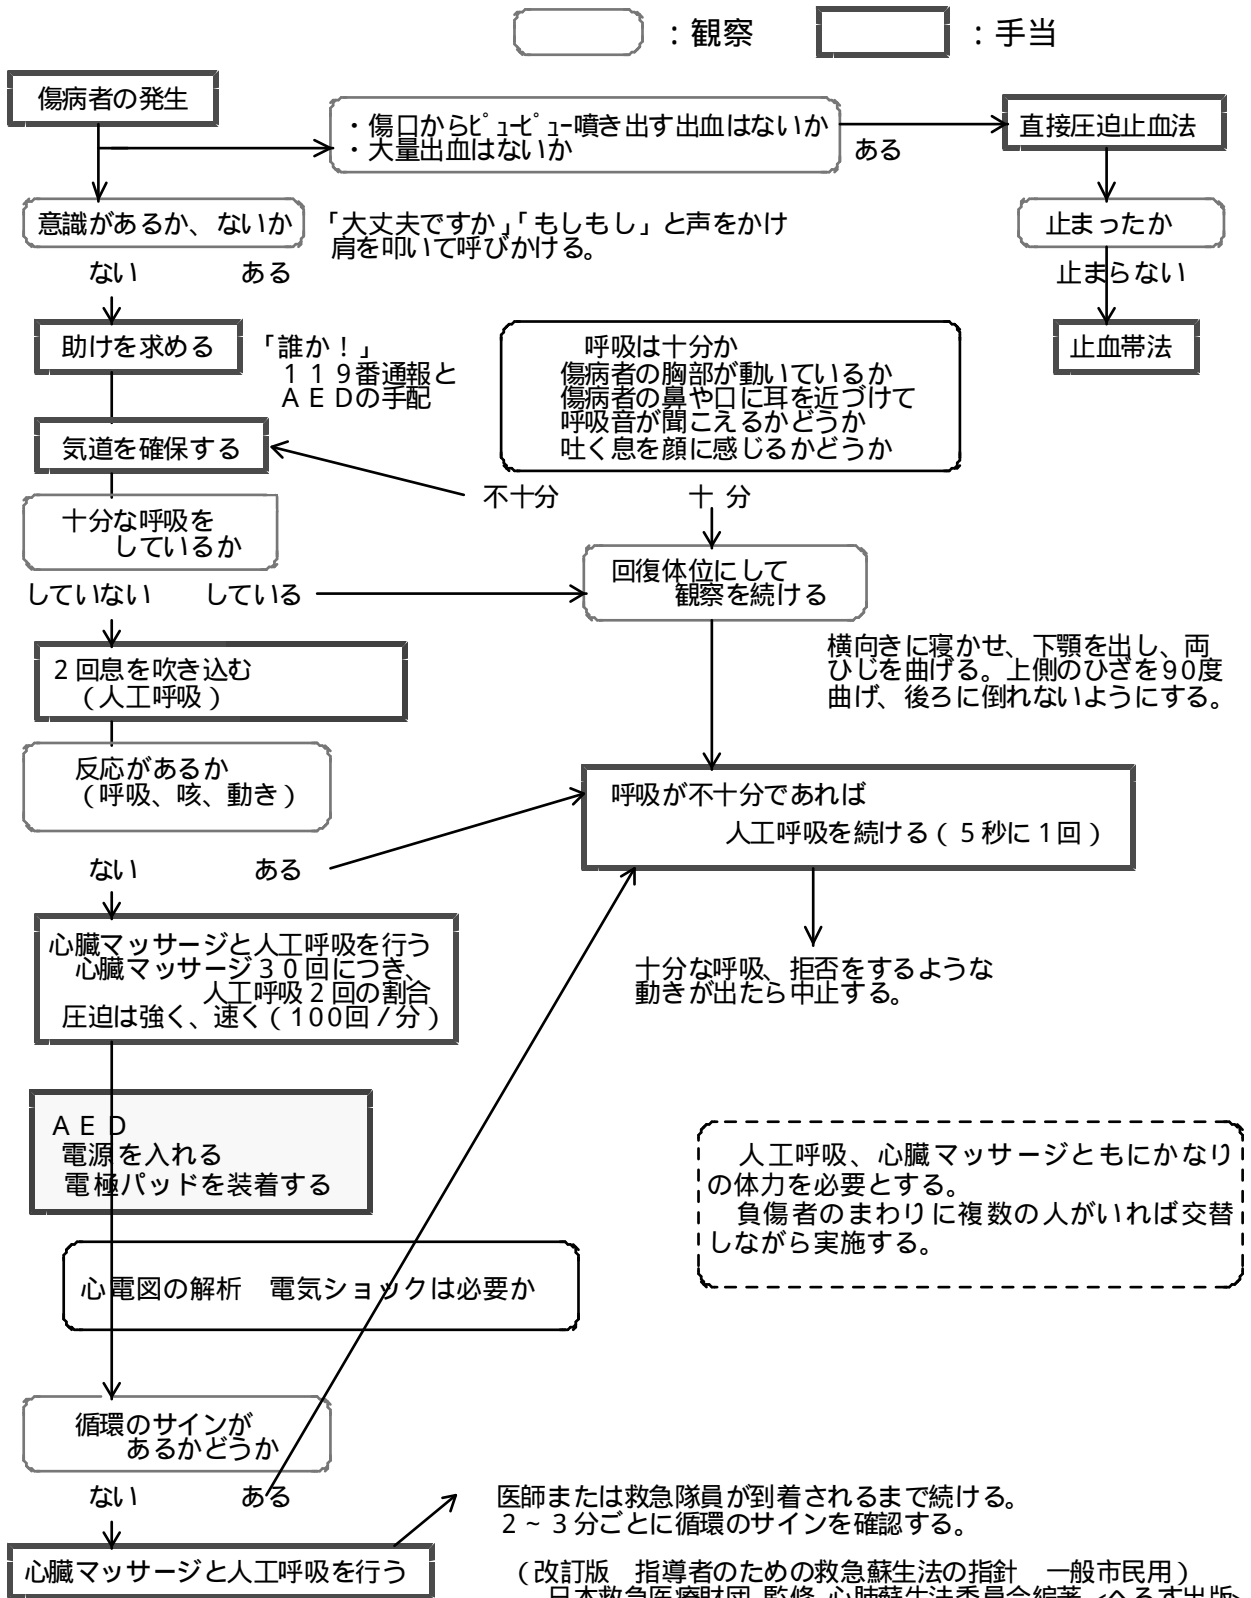 ：観察
：手当
傷病者の発生
・傷口からﾋﾟｭｰﾋﾟｭｰ噴き出す出血はないか
・大量出血はないか
ある
直接圧迫止血法
意識があるか、ないか
「大丈夫ですか」「もしもし」と声をかけ
肩を叩いて呼びかける。
止まったか
ない
ある
止まらない
助けを求める
「誰か！」
１１９番通報と
ＡＥＤの手配
呼吸は十分か
傷病者の胸部が動いているか
傷病者の鼻や口に耳を近づけて
呼吸音が聞こえるかどうか
吐く息を顔に感じるかどうか
止血帯法
気道を確保する
不十分
十 分
十分な呼吸を
しているか
回復体位にして
観察を続ける
していない
している
横向きに寝かせ、下顎を出し、両
ひじを曲げる。上側のひざを90度
曲げ、後ろに倒れないようにする。
２回息を吹き込む
（人工呼吸）
反応があるか
（呼吸、咳、動き）
呼吸が不十分であれば
人工呼吸を続ける（５秒に１回）
ない
ある
心臓マッサージと人工呼吸を行う
心臓マッサージ３０回につき、
人工呼吸２回の割合
圧迫は強く、速く（100回／分）
十分な呼吸、拒否をするような
動きが出たら中止する。
ＡＥＤ
電源を入れる
電極パッドを装着する
人工呼吸、心臓マッサージともにかなり
の体力を必要とする。
負傷者のまわりに複数の人がいれば交替
しながら実施する。
心電図の解析　電気ショックは必要か
循環のサインが
あるかどうか
ない
ある
医師または救急隊員が到着されるまで続ける。
２～３分ごとに循環のサインを確認する。
心臓マッサージと人工呼吸を行う
（改訂版　指導者のための救急蘇生法の指針　一般市民用）
日本救急医療財団 監修 心肺蘇生法委員会編著 <へるす出版>